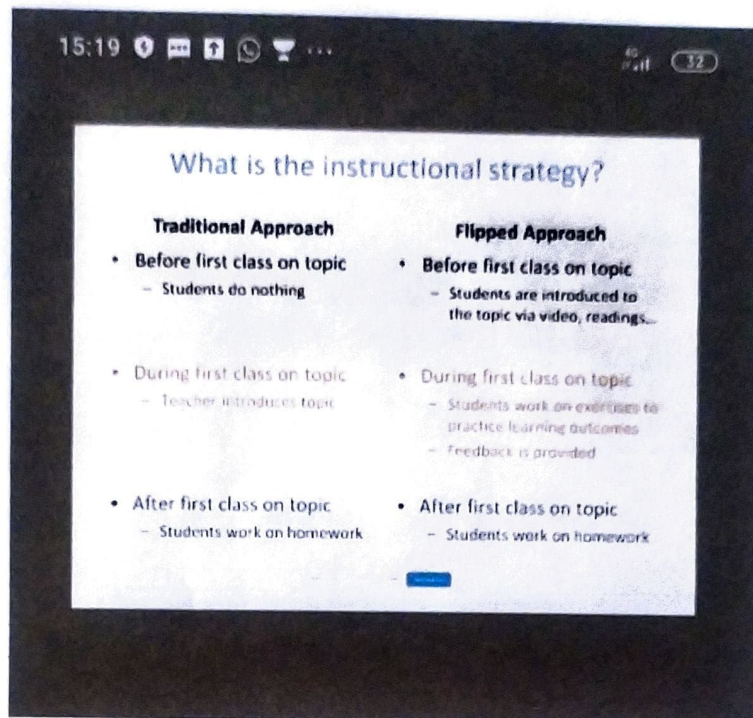 15:19
4G
32
What is the instructional strategy?
Traditional Approach
• Before first class on topic
– Students do nothing
• During first class on topic
– Teacher introduces topic
• After first class on topic
– Students work on homework
Flipped Approach
• Before first class on topic
– Students are introduced to
the topic via video, readings...
• During first class on topic
– Students work on exercises to
practice learning outcomes
– Feedback is provided
• After first class on topic
– Students work on homework